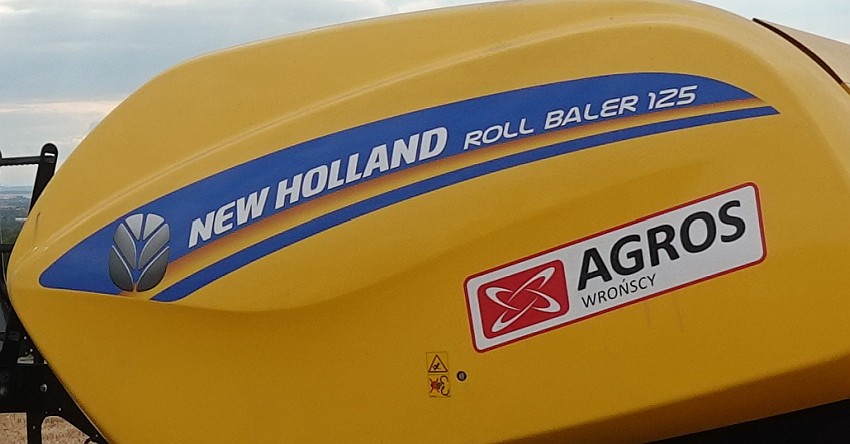 NEW HOLLAND ROLL BALER 125
AGROS
WROŃSCY